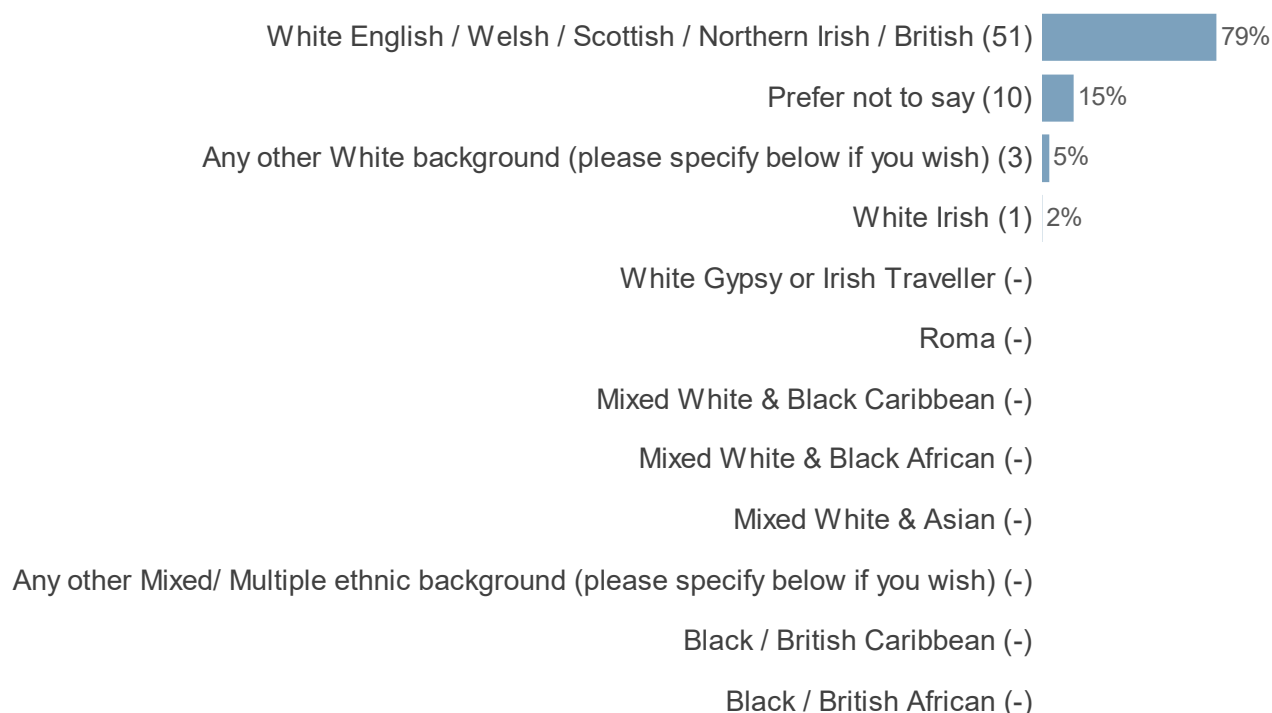 White English / Welsh / Scottish / Northern Irish / British (51) 79%
Prefer not to say (10) 15%
Any other White background (please specify below if you wish) (3) 5%
White Irish (1) 2%
White Gypsy or Irish Traveller (-)
Roma (-)
Mixed White & Black Caribbean (-)
Mixed White & Black African (-)
Mixed White & Asian (-)
Any other Mixed/ Multiple ethnic background (please specify below if you wish) (-)
Black / British Caribbean (-)
Black / British African (-)